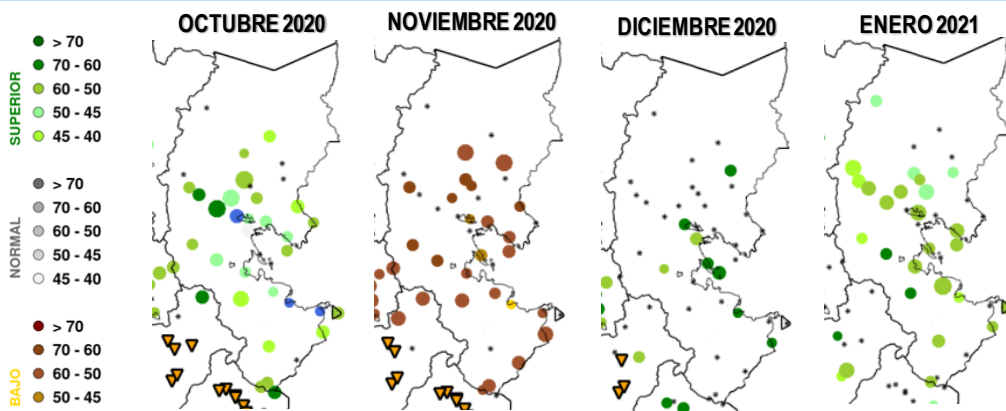 OCTUBRE 2020
NOVIEMBRE 2020
DICIEMBRE 2020
ENERO 2021
SUPERIOR
> 70
70 - 60
60 - 50
50 - 45
45 - 40
NORMAL
> 70
70 - 60
60 - 50
50 - 45
45 - 40
BAJO
> 70
70 - 60
60 - 50
50 - 45